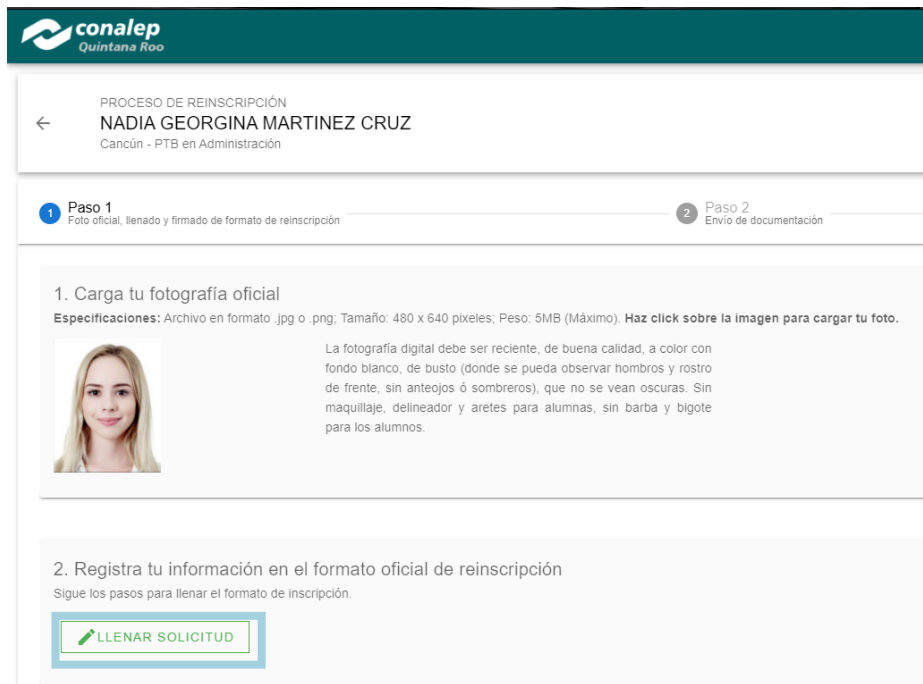 conalep
Quintana Roo
PROCESO DE REINSCRIPCIÓN
NADIA GEORGINA MARTINEZ CRUZ
Cancún - PTB en Administración
1 Paso 1
Foto oficial, llenado y firmado de formato de reinscripción
2 Paso 2
Envío de documentación
1. Carga tu fotografía oficial
Especificaciones: Archivo en formato .jpg o .png; Tamaño: 480 x 640 pixeles; Peso: 5MB (Máximo). Haz click sobre la imagen para cargar tu foto.
La fotografía digital debe ser reciente, de buena calidad, a color con
fondo blanco, de busto (donde se pueda observar hombros y rostro
de frente, sin anteojos ó sombreros), que no se vean oscuras. Sin
maquillaje, delineador y aretes para alumnas, sin barba y bigote
para los alumnos.
2. Registra tu información en el formato oficial de reinscripción
Sigue los pasos para llenar el formato de inscripción.
LLENAR SOLICITUD